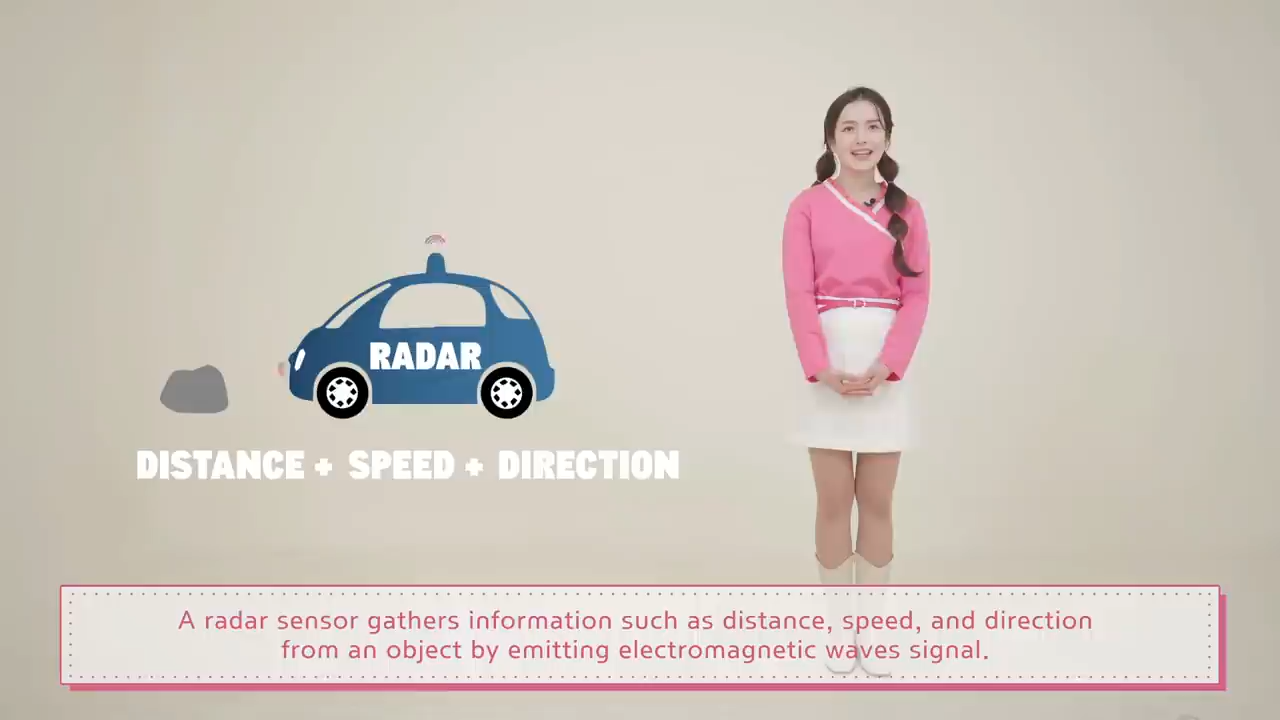 RADAR
DISTANCE + SPEED + DIRECTION
A radar sensor gathers information such as distance, speed, and direction
from an object by emitting electromagnetic waves signal.